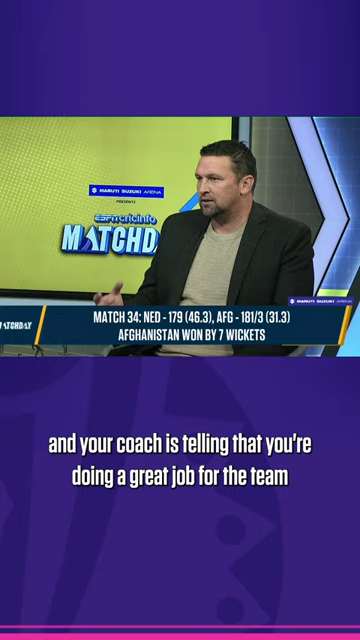 MARUTI SUZUKI ARENA
PRESENTS
ESPNcricinfo
MATCHD
MARUTI SUZUKI ARENA
MATCHDAY
MATCH 34: NED - 179 (46.3), AFG - 181/3 (31.3)
AFGHANISTAN WON BY 7 WICKETS
and your coach is telling that you're
doing a great job for the team